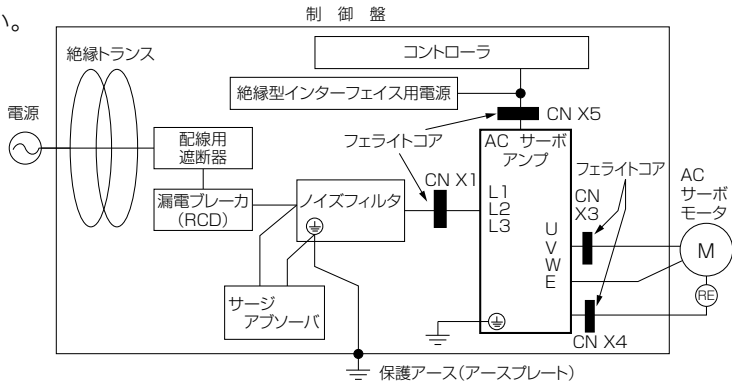 い。
制 御 盤
絶縁トランス
コントローラ
絶縁型インターフェイス用電源
電源
CN X5
配線用
遮断器
フェライトコア
AC サーボ
アンプ
フェライトコア
漏電ブレーカ
(RCD)
ノイズフィルタ
CN X1
L1
L2
L3
CN
X3
AC
サーボ
モータ
U
V
W
E
M
RE
サージ
アブソーバ
CN X4
保護アース(アースプレート)